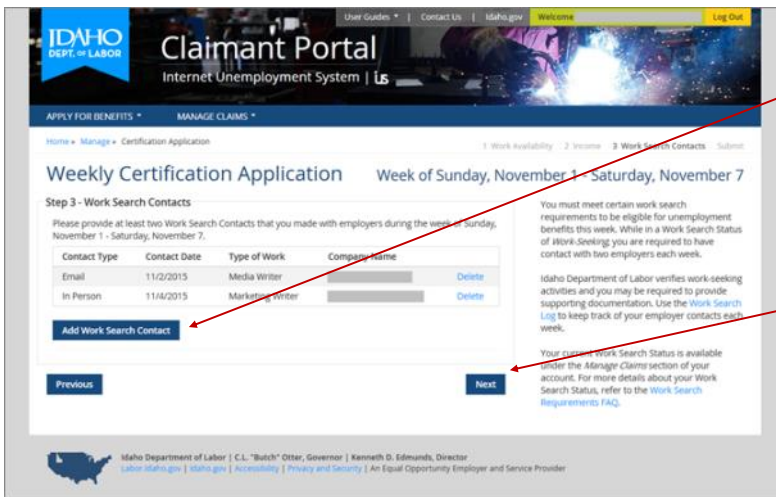 User Guides | Contact Us | Idaho.gov Welcome Log Out
IDAHO
DEPT. OF LABOR
Claimant Portal
Internet Unemployment System | ius
APPLY FOR BENEFITS MANAGE CLAIMS
Home » Manage » Certification Application
1 Work Availability 2 Income 3 Work Search Contacts Submit
Weekly Certification Application
Week of Sunday, November 1 - Saturday, November 7
Step 3 - Work Search Contacts
Please provide at least two Work Search Contacts that you made with employers during the week of Sunday,
November 1 - Saturday, November 7.
Contact Type Contact Date Type of Work Company Name
Email 11/2/2015 Media Writer Delete
In Person 11/4/2015 Marketing Writer Delete
Add Work Search Contact
Previous
Next
You must meet certain work search
requirements to be eligible for unemployment
benefits this week. While in a Work Search Status
of Work-Seeking, you are required to have
contact with two employers each week.
Idaho Department of Labor verifies work-seeking
activities and you may be required to provide
supporting documentation. Use the Work Search
Log to keep track of your employer contacts each
week.
Your current Work Search Status is available
under the Manage Claims section of your
account. For more details about your Work
Search Status, refer to the Work Search
Requirements FAQ.
Idaho Department of Labor | C.L. "Butch" Otter, Governor | Kenneth D. Edmunds, Director
Labor.Idaho.gov | Idaho.gov | Accessibility | Privacy and Security | An Equal Opportunity Employer and Service Provider